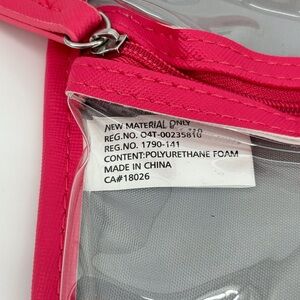 NEW MATERIAL ONLY
REG.NO. 04T-00235810
REG.NO. 1790-141
CONTENT:POLYURETHANE FOAM
MADE IN CHINA
CA#18026